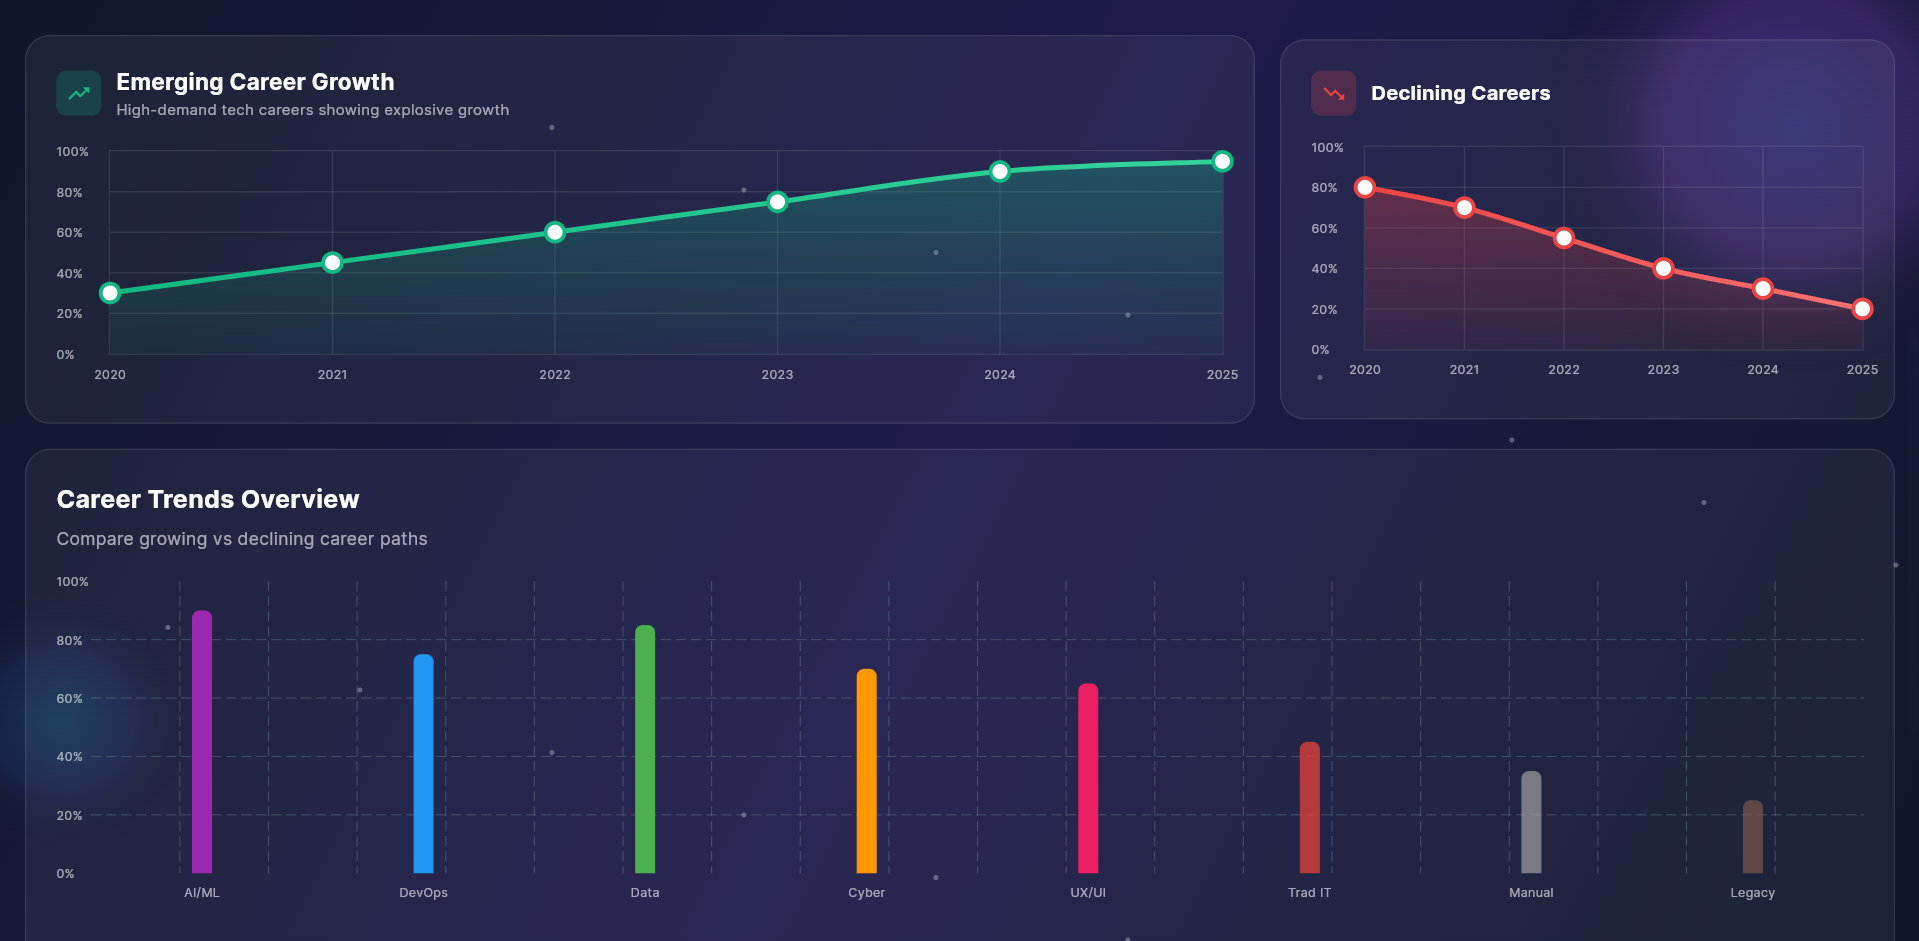 Emerging Career Growth
High-demand tech careers showing explosive growth
100%
80%
60%
40%
20%
0%
2020 2021 2022 2023 2024 2025
Declining Careers
100%
80%
60%
40%
20%
0%
2020 2021 2022 2023 2024 2025
Career Trends Overview
Compare growing vs declining career paths
100%
80%
60%
40%
20%
0%
AI/ML DevOps Data Cyber UX/UI Trad IT Manual Legacy